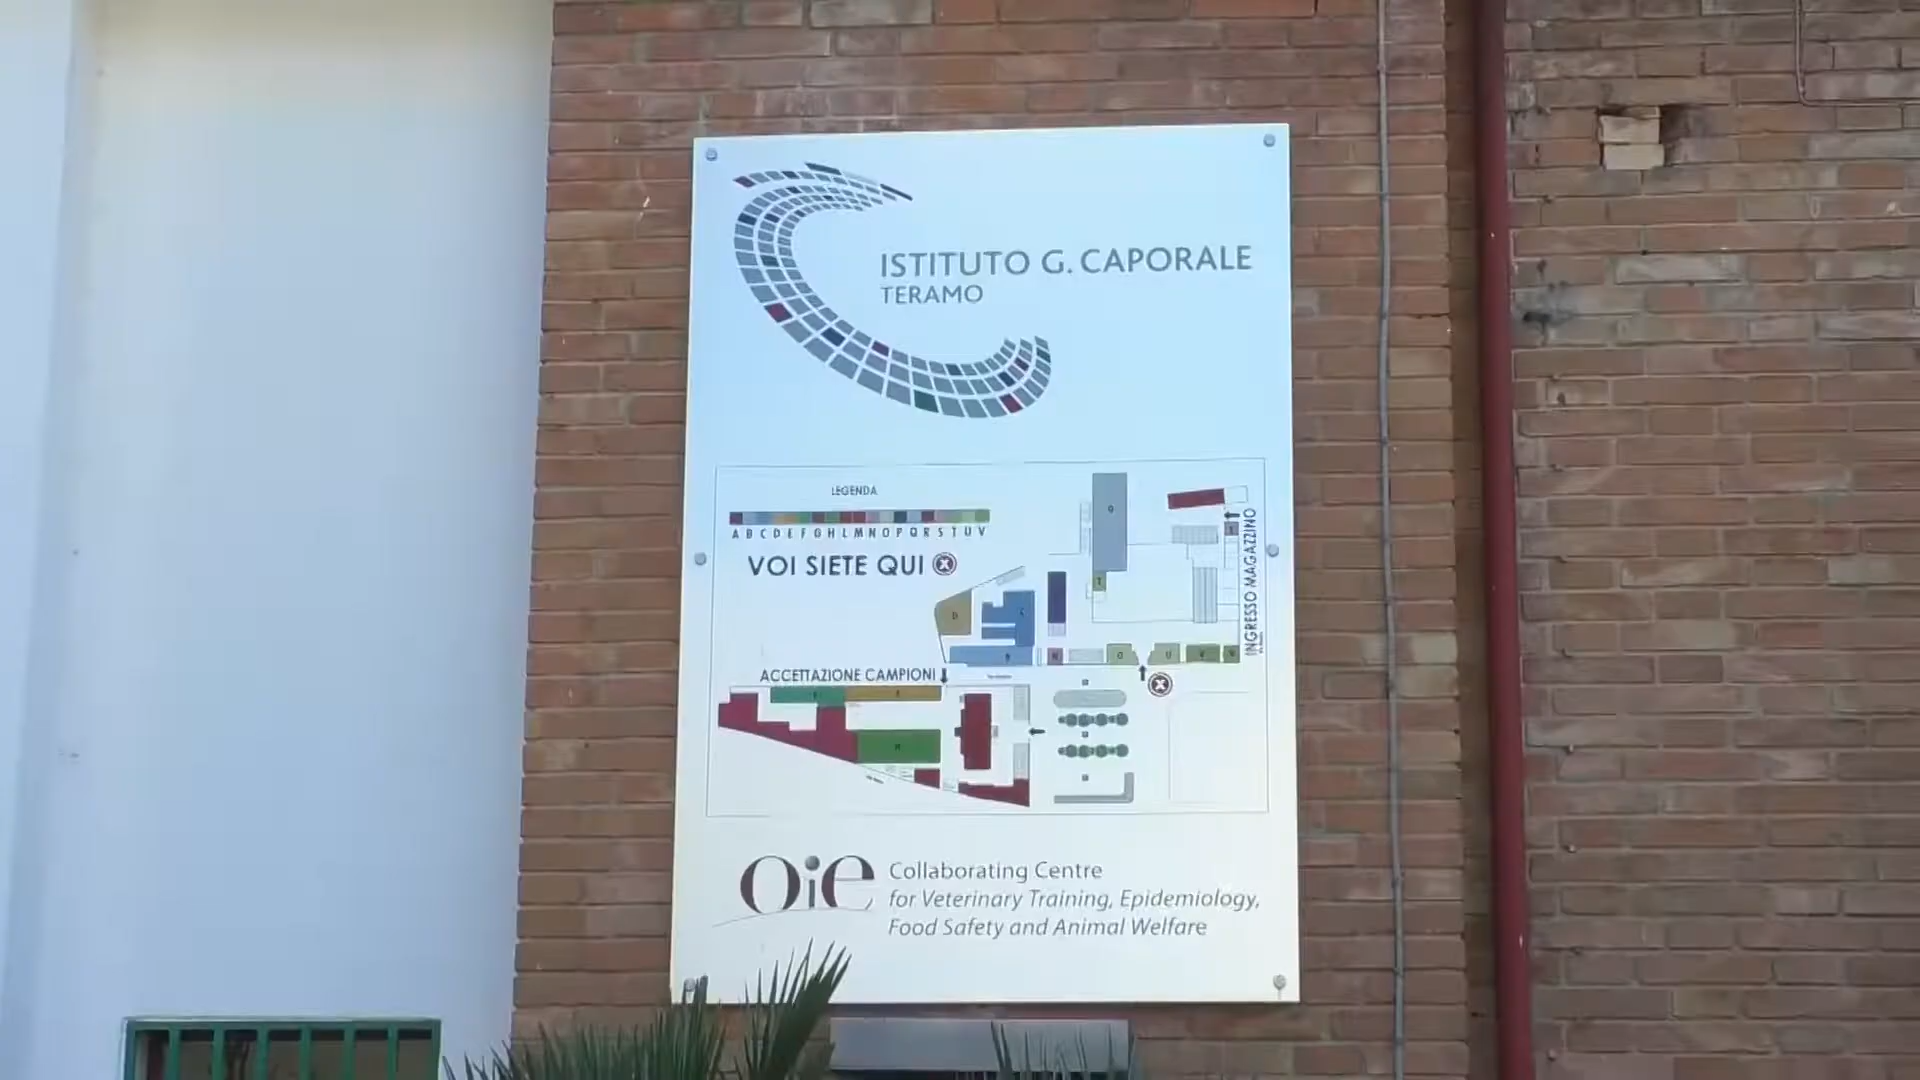 ISTITUTO G. CAPORALE
TERAMO
LEGENDA
A B C D E F G H L M N O P Q R S T U V
VOI SIETE QUI X
INGRESSO MAGAZZINO
ACCETTAZIONE CAMPIONI
X
oie Collaborating Centre
for Veterinary Training, Epidemiology,
Food Safety and Animal Welfare